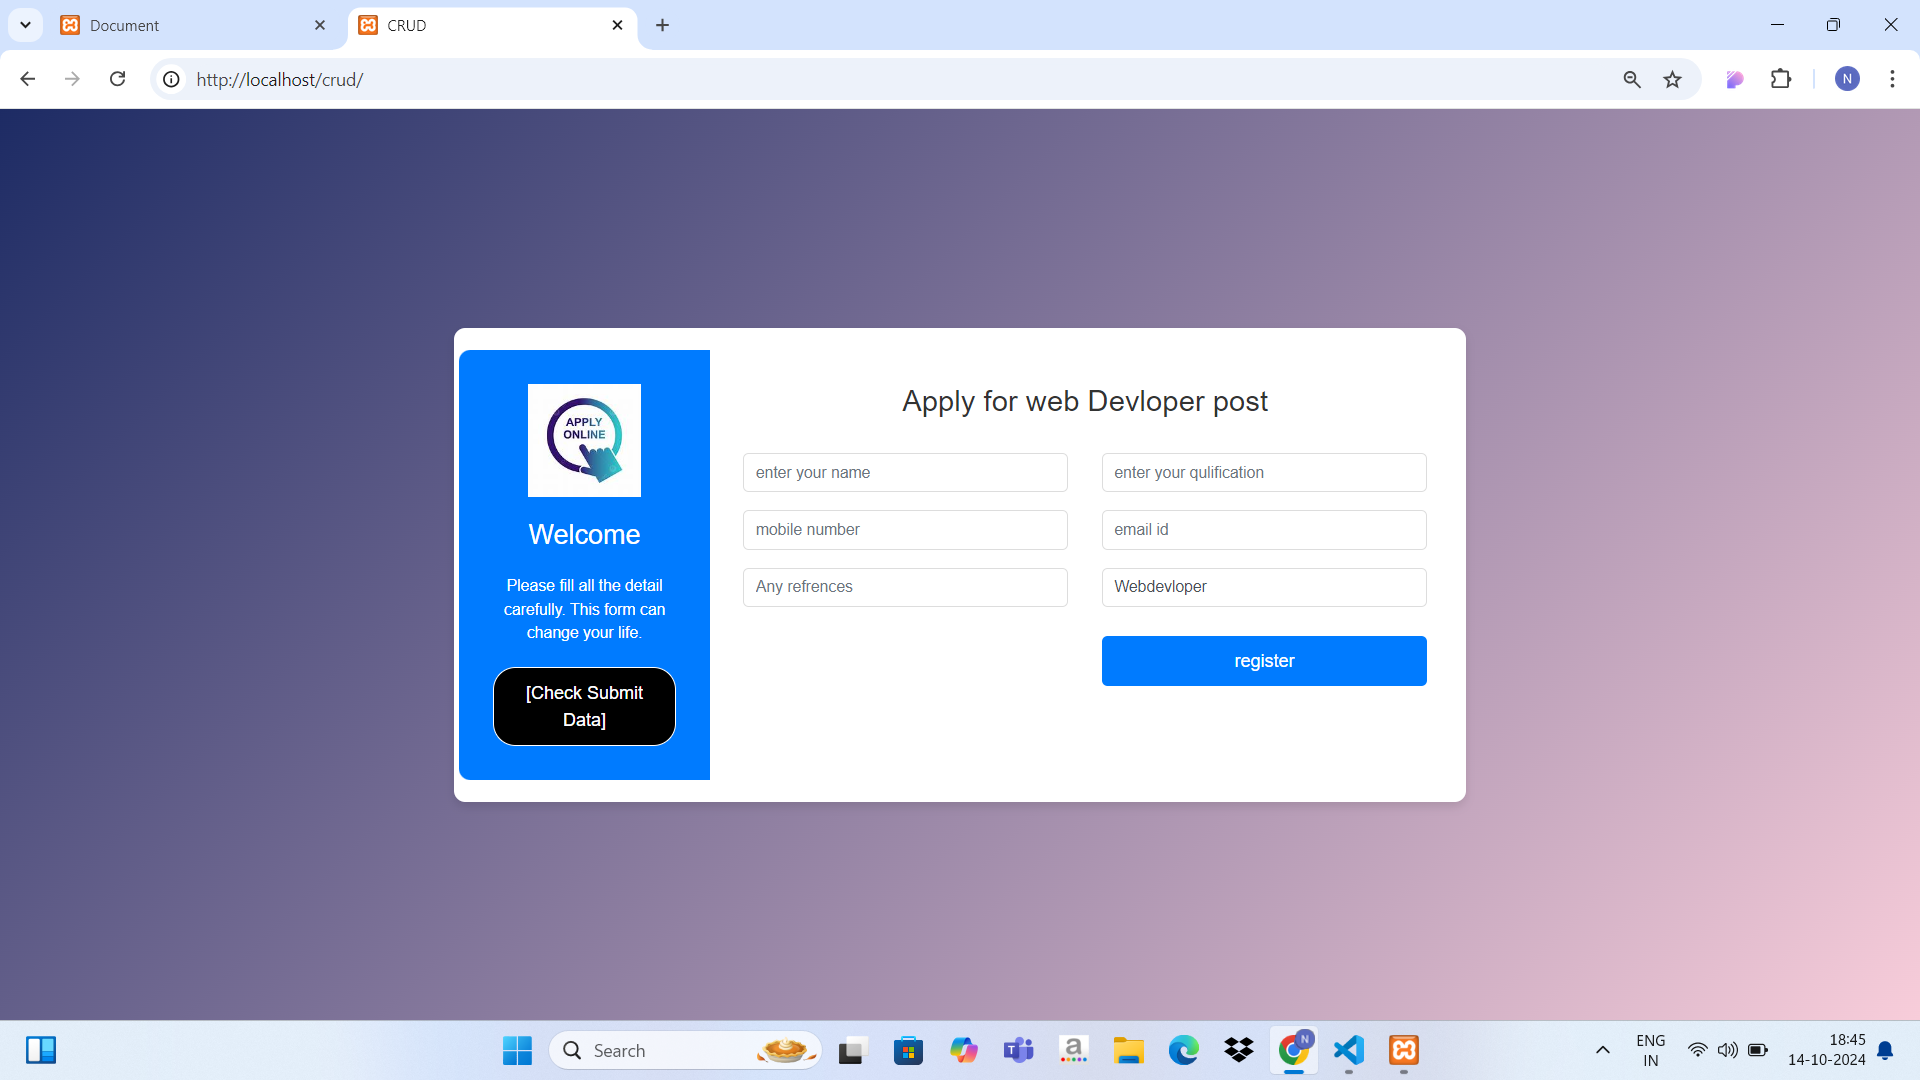 Document
CRUD
http://localhost/crud/
N
APPLY
ONLINE
Welcome
Please fill all the detail
carefully. This form can
change your life.
[Check Submit
Data]
Apply for web Devloper post
enter your name
enter your qulification
mobile number
email id
Any refrences
Webdevloper
register
Search
T
a
N
ENG
IN
18:45
14-10-2024